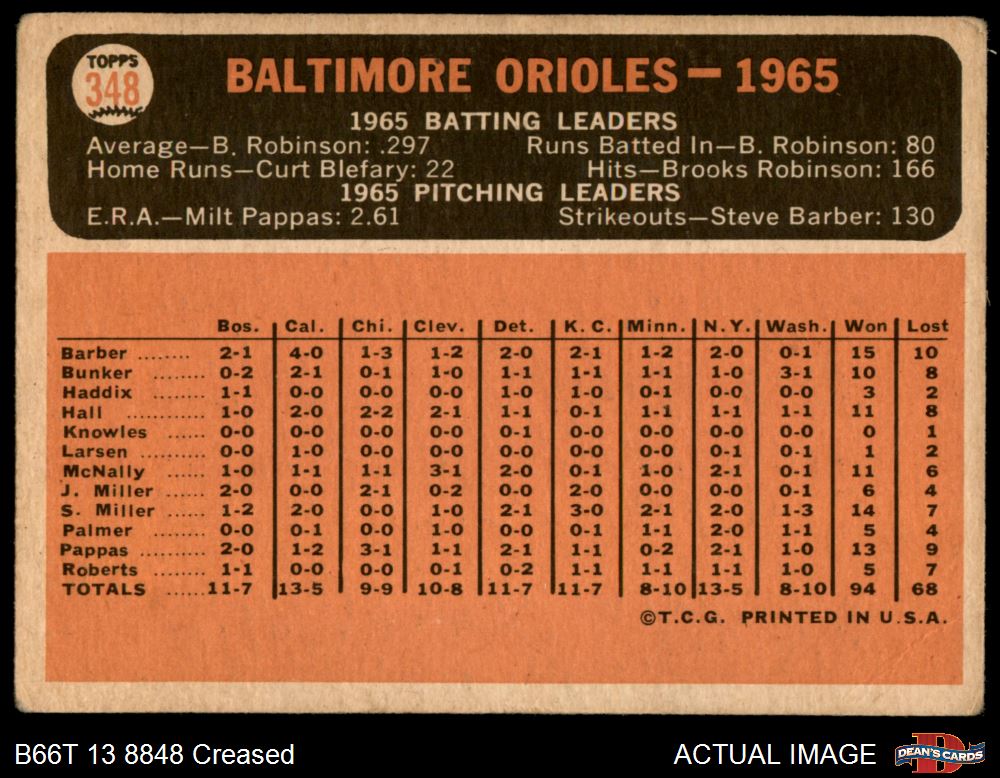 TOPPS
348
BALTIMORE ORIOLES — 1965
1965 BATTING LEADERS
Average—B. Robinson: .297 Runs Batted In—B. Robinson: 80
Home Runs—Curt Blefary: 22 Hits—Brooks Robinson: 166
1965 PITCHING LEADERS
E.R.A.—Milt Pappas: 2.61 Strikeouts—Steve Barber: 130
Bos. Cal. Chi. Clev. Det. K. C. Minn. N.Y. Wash. Won Lost
Barber ........ 2-1 4-0 1-3 1-2 2-0 2-1 1-2 2-0 0-1 15 10
Bunker ........ 0-2 2-1 0-1 1-0 1-1 1-1 1-1 1-0 3-1 10 8
Haddix ........ 1-1 0-0 0-0 0-0 1-0 1-0 0-1 0-0 0-0 3 2
Hall ............ 1-0 2-0 2-2 2-1 1-1 0-1 1-1 1-1 1-1 11 8
Knowles ...... 0-0 0-0 0-0 0-0 0-1 0-0 0-0 0-0 0-0 0 1
Larsen ........ 0-0 1-0 0-0 0-0 0-0 0-0 0-0 0-1 0-1 1 2
McNally ...... 1-0 1-1 1-1 3-1 2-0 0-1 1-0 2-1 0-1 11 6
J. Miller ...... 2-0 0-0 2-1 0-2 0-0 2-0 0-0 0-0 0-1 6 4
S. Miller ...... 1-2 2-0 0-0 1-0 2-1 3-0 2-1 2-0 1-3 14 7
Palmer ........ 0-0 0-1 0-0 1-0 0-0 0-0 1-1 2-0 1-1 5 4
Pappas .......... 2-0 1-2 3-1 1-1 2-1 1-1 0-2 2-1 1-0 13 9
Roberts ........ 1-1 0-0 0-0 0-1 0-2 1-1 1-1 1-1 1-0 5 7
TOTALS ...... 11-7 13-5 9-9 10-8 11-7 11-7 8-10 13-5 8-10 94 68
©T.C.G. PRINTED IN U.S.A.
B66T 13 8848 Creased ACTUAL IMAGE
DEAN'S CARDS